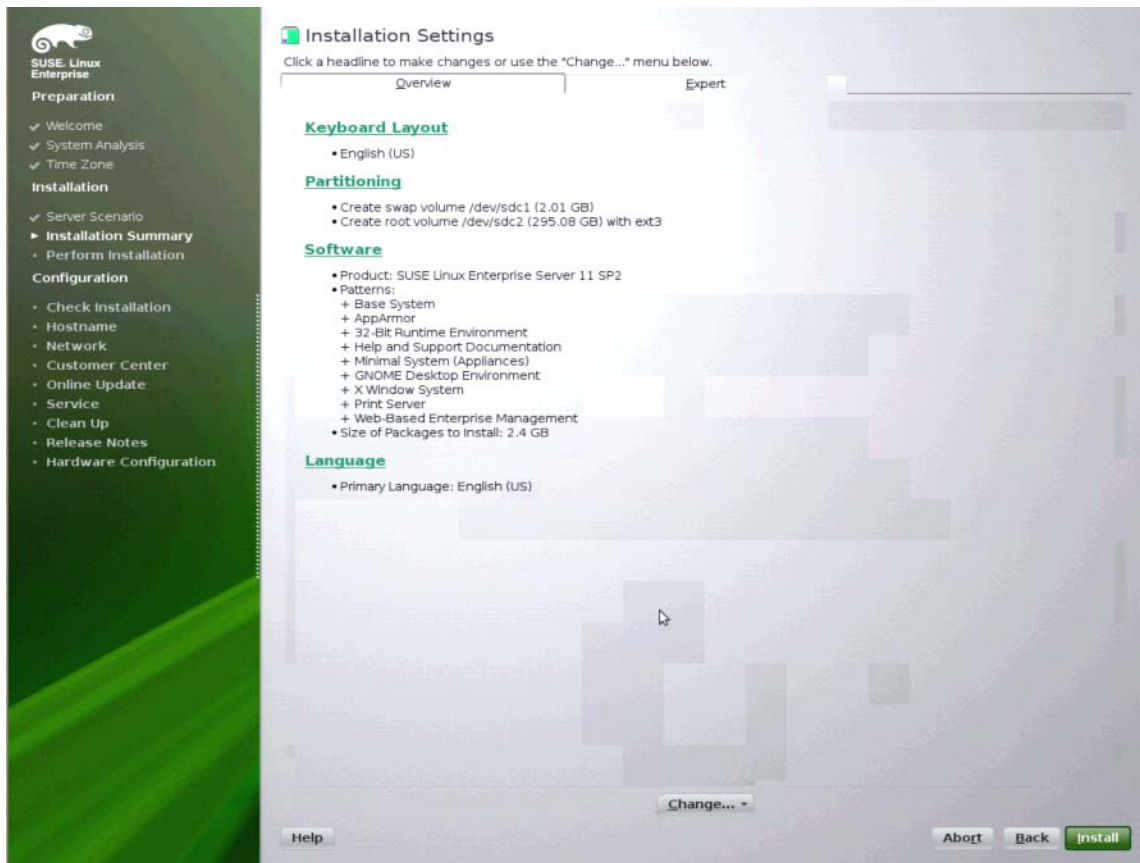 SUSE. Linux
Enterprise
Preparation
✔ Welcome
✔ System Analysis
✔ Time Zone
Installation
✔ Server Scenario
► Installation Summary
• Perform Installation
Configuration
• Check Installation
• Hostname
• Network
• Customer Center
• Online Update
• Service
• Clean Up
• Release Notes
• Hardware Configuration
Installation Settings
Click a headline to make changes or use the "Change..." menu below.
Overview
Expert
Keyboard Layout
• English (US)
Partitioning
• Create swap volume /dev/sdc1 (2.01 GB)
• Create root volume /dev/sdc2 (295.08 GB) with ext3
Software
• Product: SUSE Linux Enterprise Server 11 SP2
• Patterns:
+ Base System
+ AppArmor
+ 32-Bit Runtime Environment
+ Help and Support Documentation
+ Minimal System (Appliances)
+ GNOME Desktop Environment
+ X Window System
+ Print Server
+ Web-Based Enterprise Management
• Size of Packages to Install: 2.4 GB
Language
• Primary Language: English (US)
Change...
Help
Abort
Back
Install